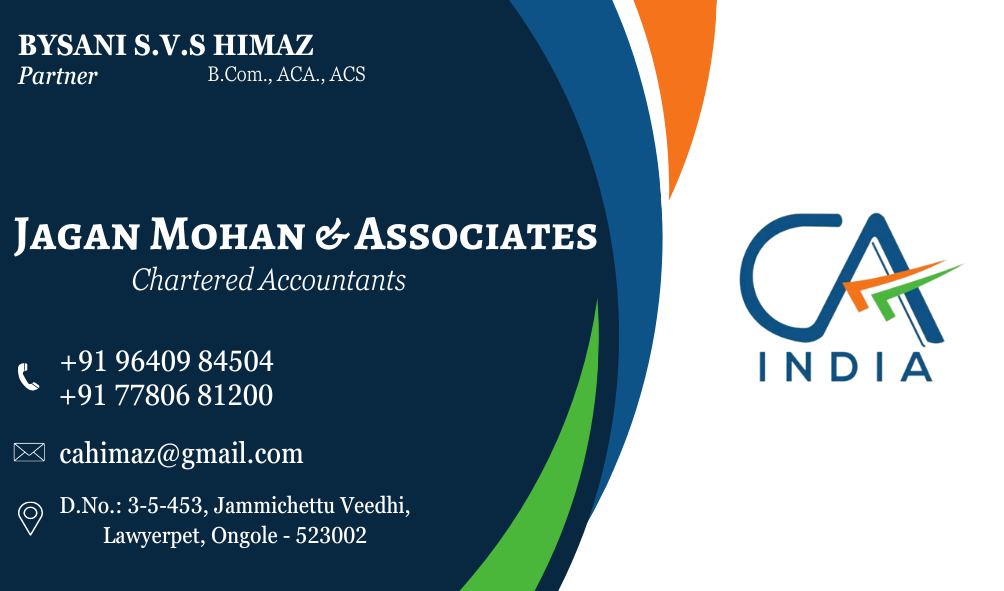 BYSANI S.V.S HIMAZ
Partner B.Com., ACA., ACS
JAGAN MOHAN & ASSOCIATES
Chartered Accountants
+91 96409 84504
+91 77806 81200
cahimaz@gmail.com
D.No.: 3-5-453, Jammichettu Veedhi,
Lawyerpet, Ongole - 523002
CA
INDIA